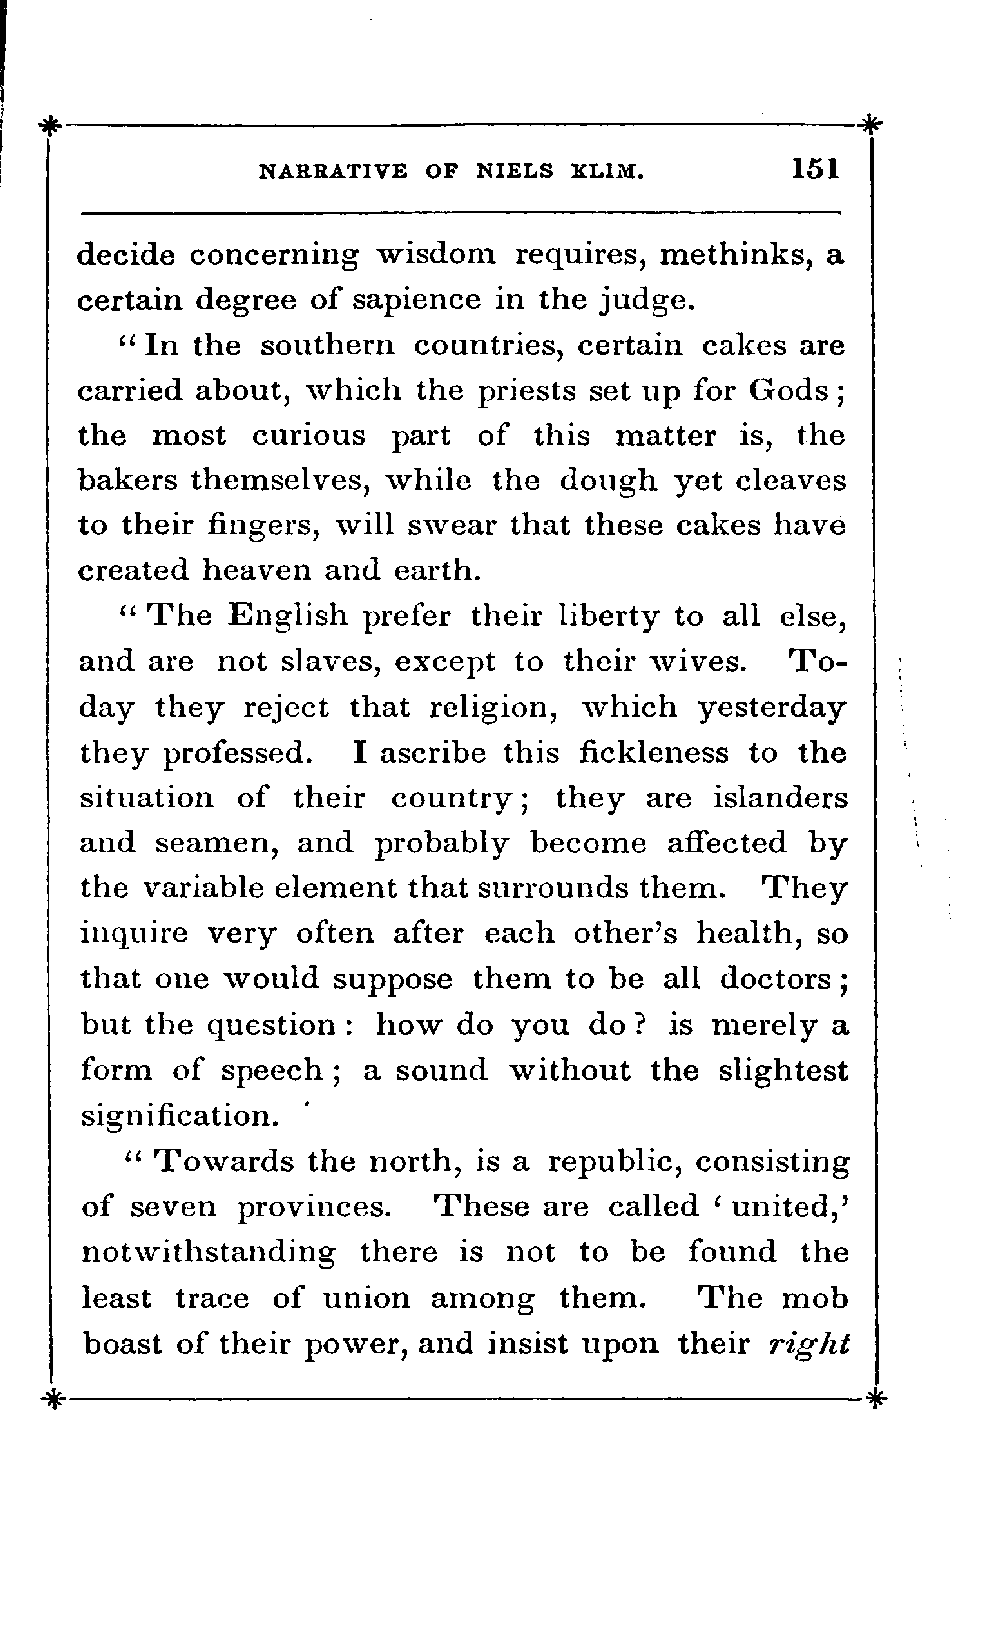 NARRATIVE OF NIELS KLIM. 151
decide concerning wisdom requires, methinks, a
certain degree of sapience in the judge.
“In the southern countries, certain cakes are
carried about, which the priests set up for Gods;
the most curious part of this matter is, the
bakers themselves, while the dough yet cleaves
to their fingers, will swear that these cakes have
created heaven and earth.
“The English prefer their liberty to all else,
and are not slaves, except to their wives. To-
day they reject that religion, which yesterday
they professed. I ascribe this fickleness to the
situation of their country; they are islanders
and seamen, and probably become affected by
the variable element that surrounds them. They
inquire very often after each other’s health, so
that one would suppose them to be all doctors;
but the question: how do you do? is merely a
form of speech; a sound without the slightest
signification.
“Towards the north, is a republic, consisting
of seven provinces. These are called ‘united,’
notwithstanding there is not to be found the
least trace of union among them. The mob
boast of their power, and insist upon their right